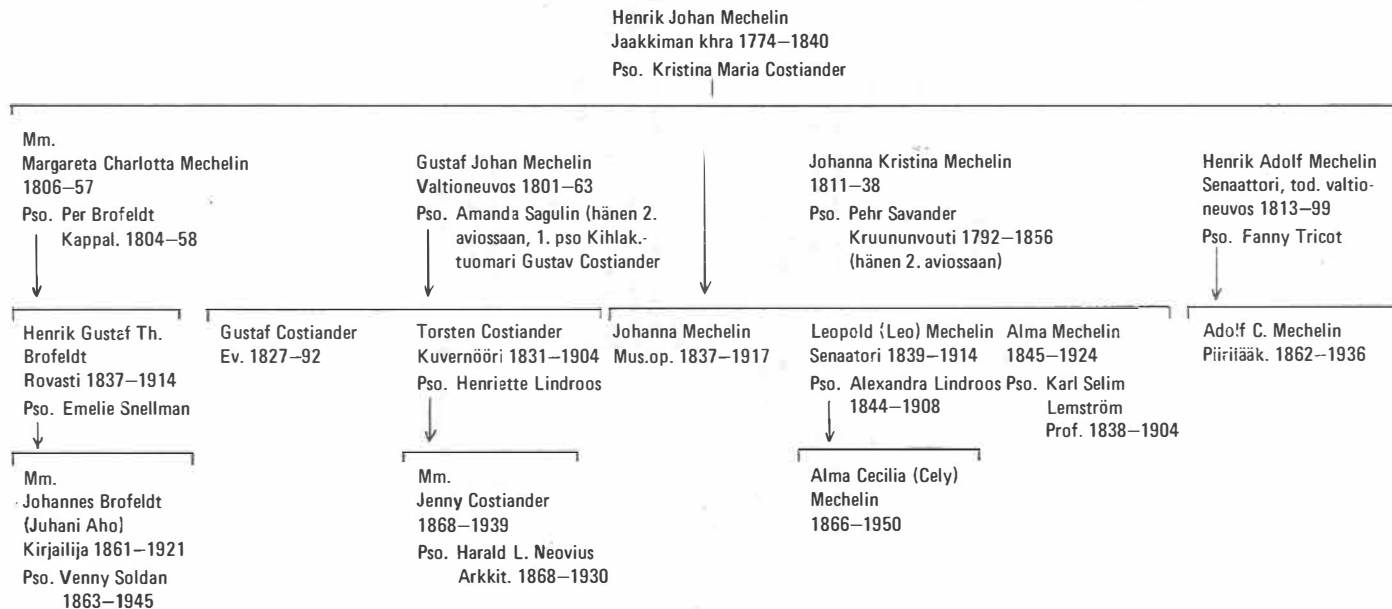 Henrik Johan Mechelin
Jaakkiman khra 1774–1840
Pso. Kristina Maria Costiander
Mm.
Margareta Charlotta Mechelin
1806–57
Pso. Per Brofeldt
Kappal. 1804–58
Gustaf Johan Mechelin
Valtioneuvos 1801–63
Pso. Amanda Sagulin (hänen 2.
aviossaan, 1. pso Kihlak.-
tuomari Gustav Costiander
Johanna Kristina Mechelin
1811–38
Pso. Pehr Savander
Kruununvouti 1792–1856
(hänen 2. aviossaan)
Henrik Adolf Mechelin
Senaattori, tod. valtio-
neuvos 1813–99
Pso. Fanny Tricot
Henrik Gustaf Th.
Brofeldt
Rovasti 1837–1914
Pso. Emelie Snellman
Gustaf Costiander
Ev. 1827–92
Torsten Costiander
Kuvernööri 1831–1904
Pso. Henriette Lindroos
Johanna Mechelin
Mus.op. 1837–1917
Leopold (Leo) Mechelin
Senaatori 1839–1914
Pso. Alexandra Lindroos
1844–1908
Alma Mechelin
1845–1924
Pso. Karl Selim
Lemström
Prof. 1838–1904
Adolf C. Mechelin
Piirilääk. 1862–1936
Mm.
Johannes Brofeldt
(Juhani Aho)
Kirjailija 1861–1921
Pso. Venny Soldan
1863–1945
Mm.
Jenny Costiander
1868–1939
Pso. Harald L. Neovius
Arkkit. 1868–1930
Alma Cecilia (Cely)
Mechelin
1866–1950